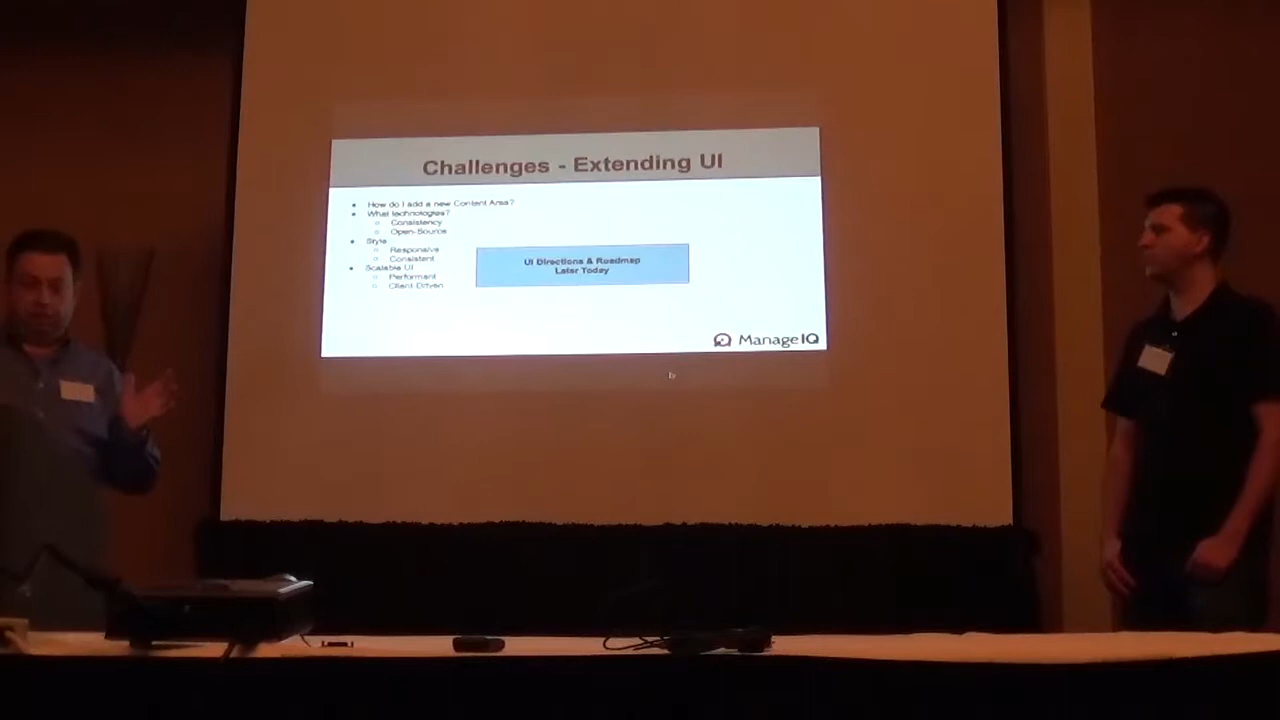 Challenges - Extending UI
How do I add a new Content Area?
What technologies?
Consistency
Open-Source
Style
Responsive
Consistent
Scalable UI
Performant
Client Driven
UI Directions & Roadmap
Later Today
ManageIQ